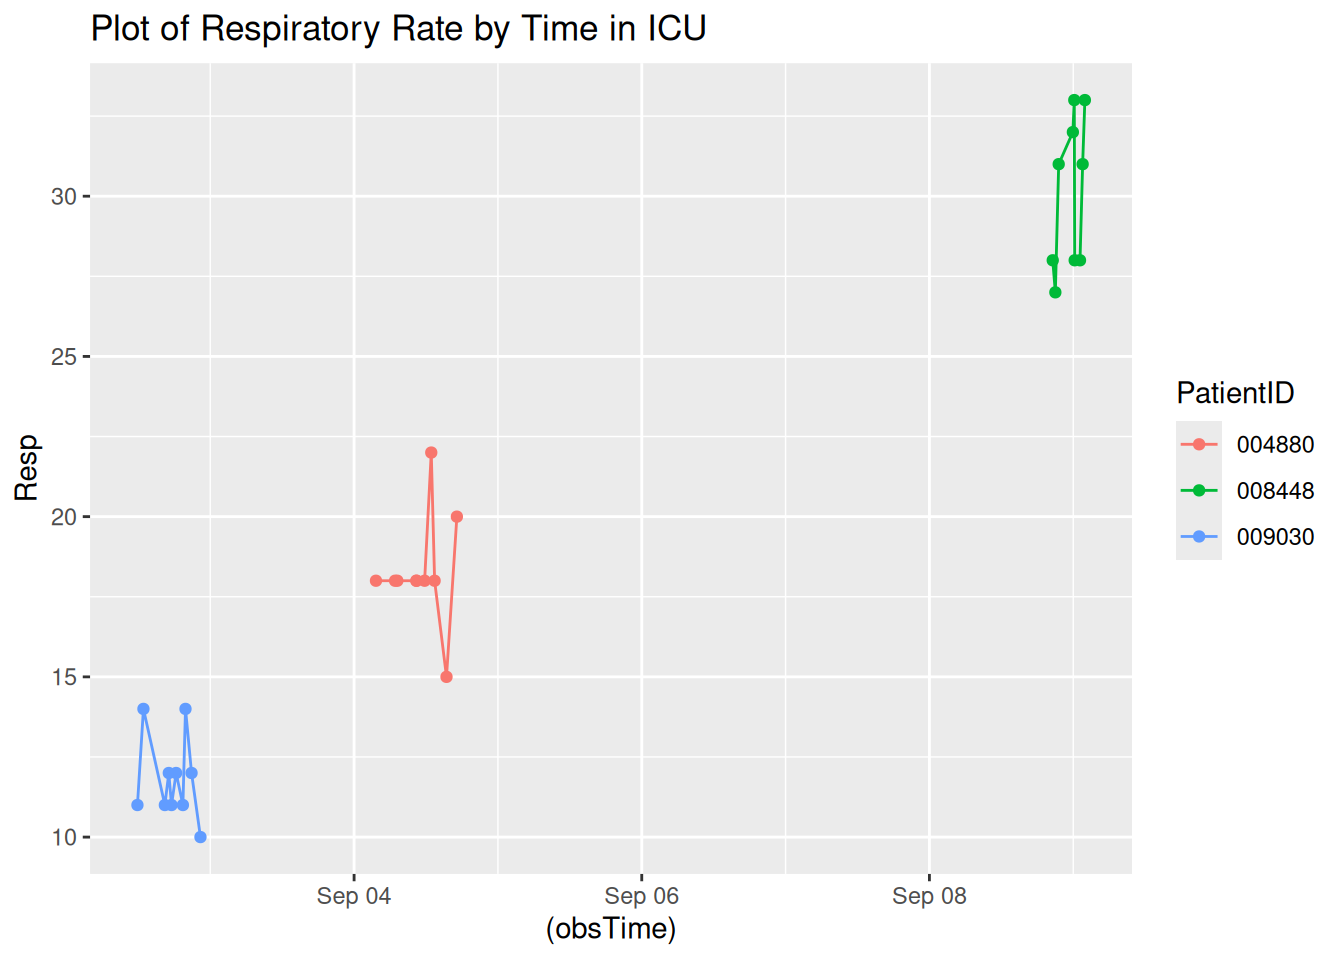 Plot of Respiratory Rate by Time in ICU
30
25
20
15
10
Resp
Sep 04
Sep 06
Sep 08
(obsTime)
PatientID
004880
008448
009030